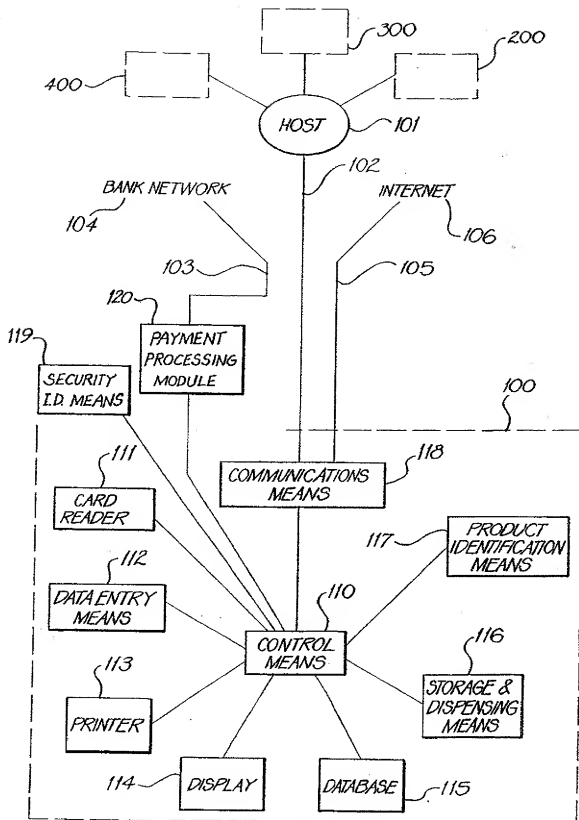 300
400
200
HOST
101
102
BANK NETWORK
INTERNET
104
106
103
105
120
119
PAYMENT
PROCESSING
MODULE
SECURITY
I.D. MEANS
100
111
COMMUNICATIONS
MEANS
118
CARD
READER
117
PRODUCT
IDENTIFICATION
MEANS
112
110
DATA ENTRY
MEANS
CONTROL
MEANS
116
113
STORAGE &
DISPENSING
MEANS
PRINTER
114
DISPLAY
DATABASE
115